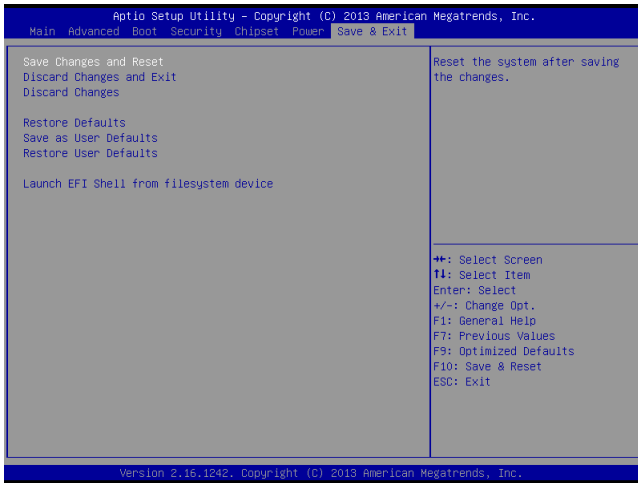 Aptio Setup Utility – Copyright (C) 2013 American Megatrends, Inc.
Main Advanced Boot Security Chipset Power Save & Exit
Save Changes and Reset
Discard Changes and Exit
Discard Changes
Restore Defaults
Save as User Defaults
Restore User Defaults
Launch EFI Shell from filesystem device
Reset the system after saving
the changes.
→←: Select Screen
↑↓: Select Item
Enter: Select
+/-: Change Opt.
F1: General Help
F7: Previous Values
F9: Optimized Defaults
F10: Save & Reset
ESC: Exit
Version 2.16.1242. Copyright (C) 2013 American Megatrends, Inc.